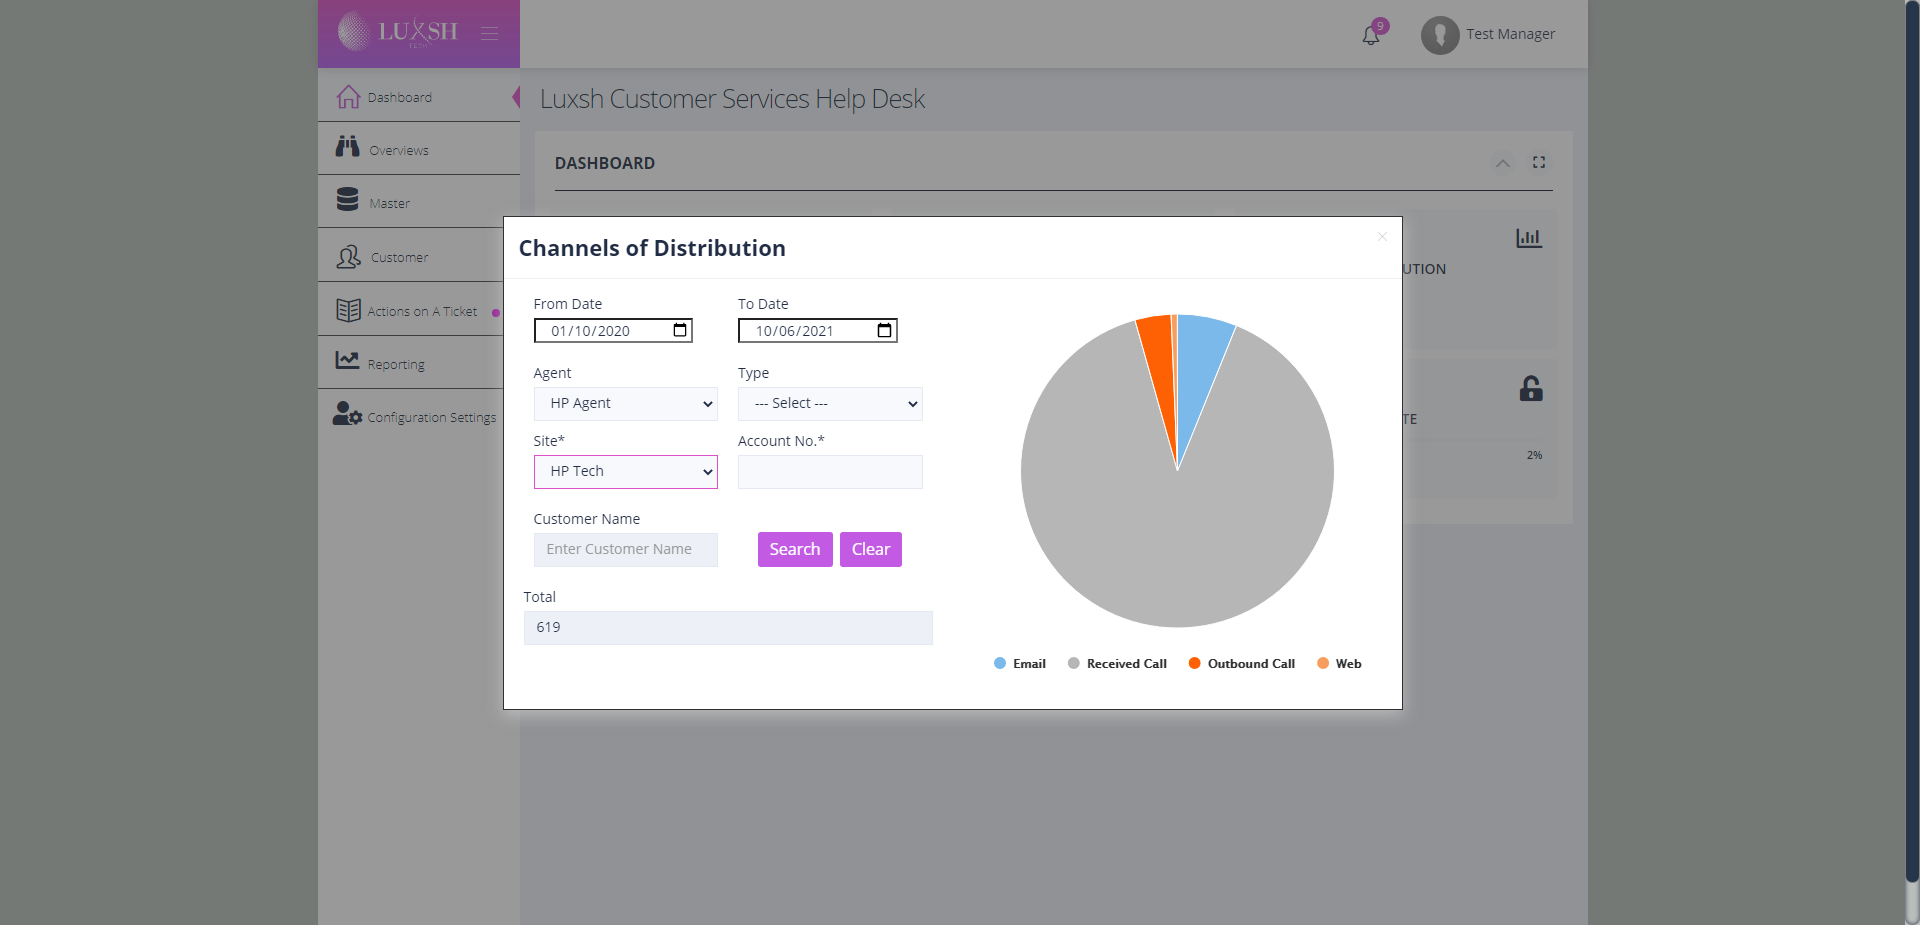 LUXSH
9
Test Manager
Dashboard
Overviews
Master
Customer
Actions on A Ticket
Reporting
Configuration Settings
Luxsh Customer Services Help Desk
DASHBOARD
UTION
TE
2%
Channels of Distribution
From Date
To Date
01/10/2020
10/06/2021
Agent
Type
HP Agent
--- Select ---
Site*
Account No.*
HP Tech
Customer Name
Enter Customer Name
Search
Clear
Total
619
Email
Received Call
Outbound Call
Web